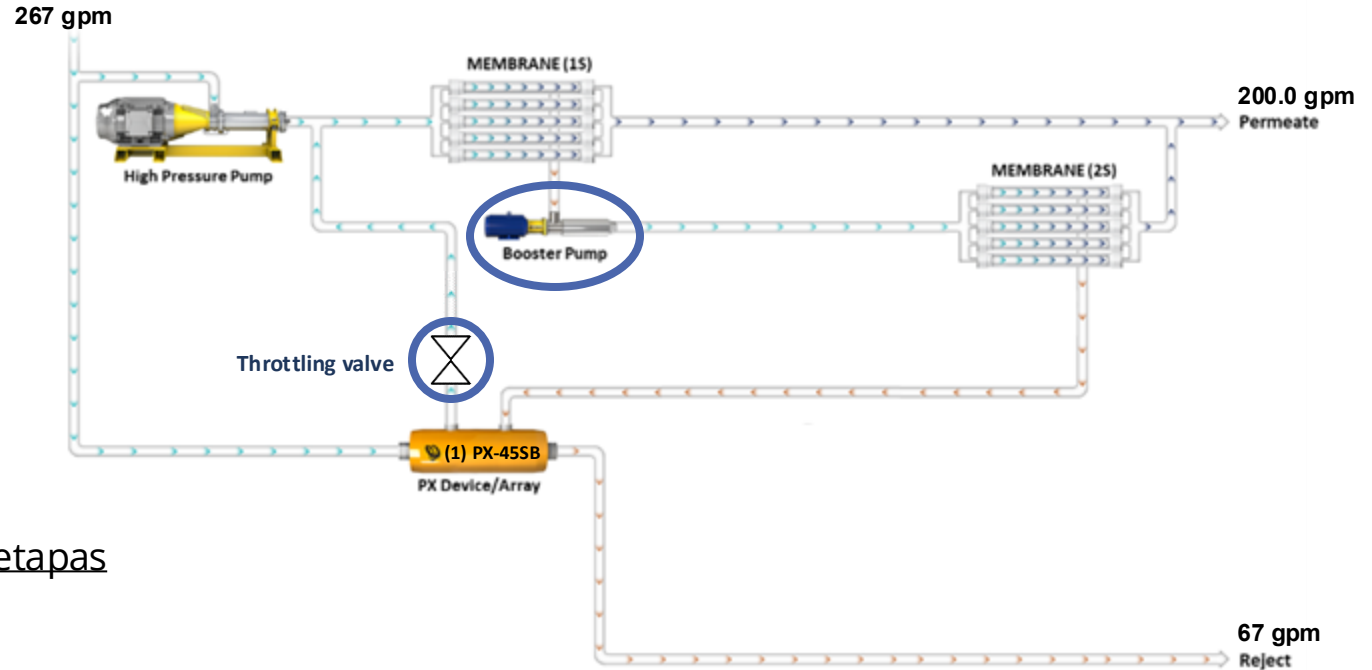 267 gpm
MEMBRANE (1S)
200.0 gpm
Permeate
High Pressure Pump
MEMBRANE (2S)
Booster Pump
Throttling valve
(1) PX-45SB
PX Device/Array
etapas
67 gpm
Reject